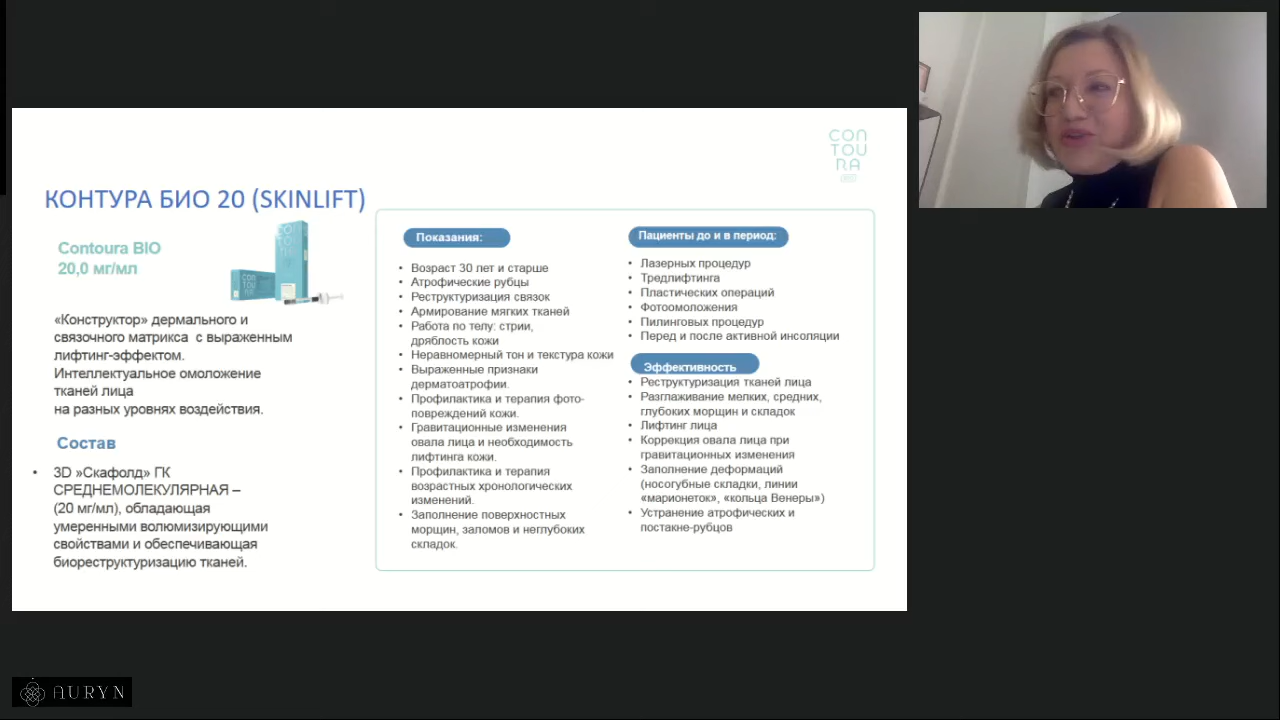 CON
TOU
RA
КОНТУРА БИО 20 (SKINLIFT)
Contoura BIO
20,0 мг/мл
«Конструктор» дермального и
связочного матрикса с выраженным
лифтинг-эффектом.
Интеллектуальное омоложение
тканей лица
на разных уровнях воздействия.
Состав
• 3D »Скафолд» ГК
СРЕДНЕМОЛЕКУЛЯРНАЯ –
(20 мг/мл), обладающая
умеренными волюмизирующими
свойствами и обеспечивающая
биореструктуризацию тканей.
Показания:
• Возраст 30 лет и старше
• Атрофические рубцы
• Реструктуризация связок
• Армирование мягких тканей
• Работа по телу: стрии,
дряблость кожи
• Неравномерный тон и текстура кожи
• Выраженные признаки
дерматоатрофии.
• Профилактика и терапия фото-
повреждений кожи.
• Гравитационные изменения
овала лица и необходимость
лифтинга кожи.
• Профилактика и терапия
возрастных хронологических
изменений.
• Заполнение поверхностных
морщин, заломов и неглубоких
складок.
Пациенты до и в период:
• Лазерных процедур
• Тредлифтинга
• Пластических операций
• Фотоомоложения
• Пилинговых процедур
• Перед и после активной инсоляции
Эффективность
• Реструктуризация тканей лица
• Разглаживание мелких, средних,
глубоких морщин и складок
• Лифтинг лица
• Коррекция овала лица при
гравитационных изменения
• Заполнение деформаций
(носогубные складки, линии
«марионеток», «кольца Венеры»)
• Устранение атрофических и
постакне-рубцов
AURYN